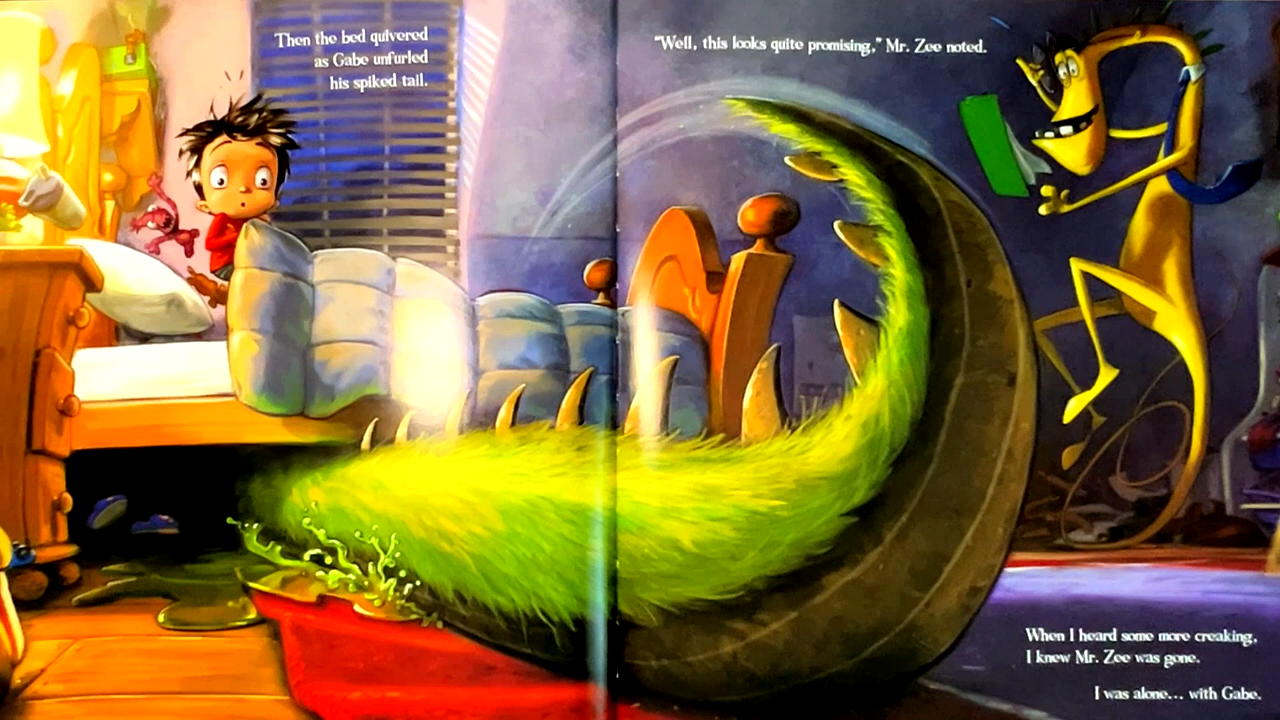 Then the bed quivered
as Gabe unfurled
his spiked tail.
"Well, this looks quite promising," Mr. Zee noted.
When I heard some more creaking,
I knew Mr. Zee was gone.
I was alone... with Gabe.